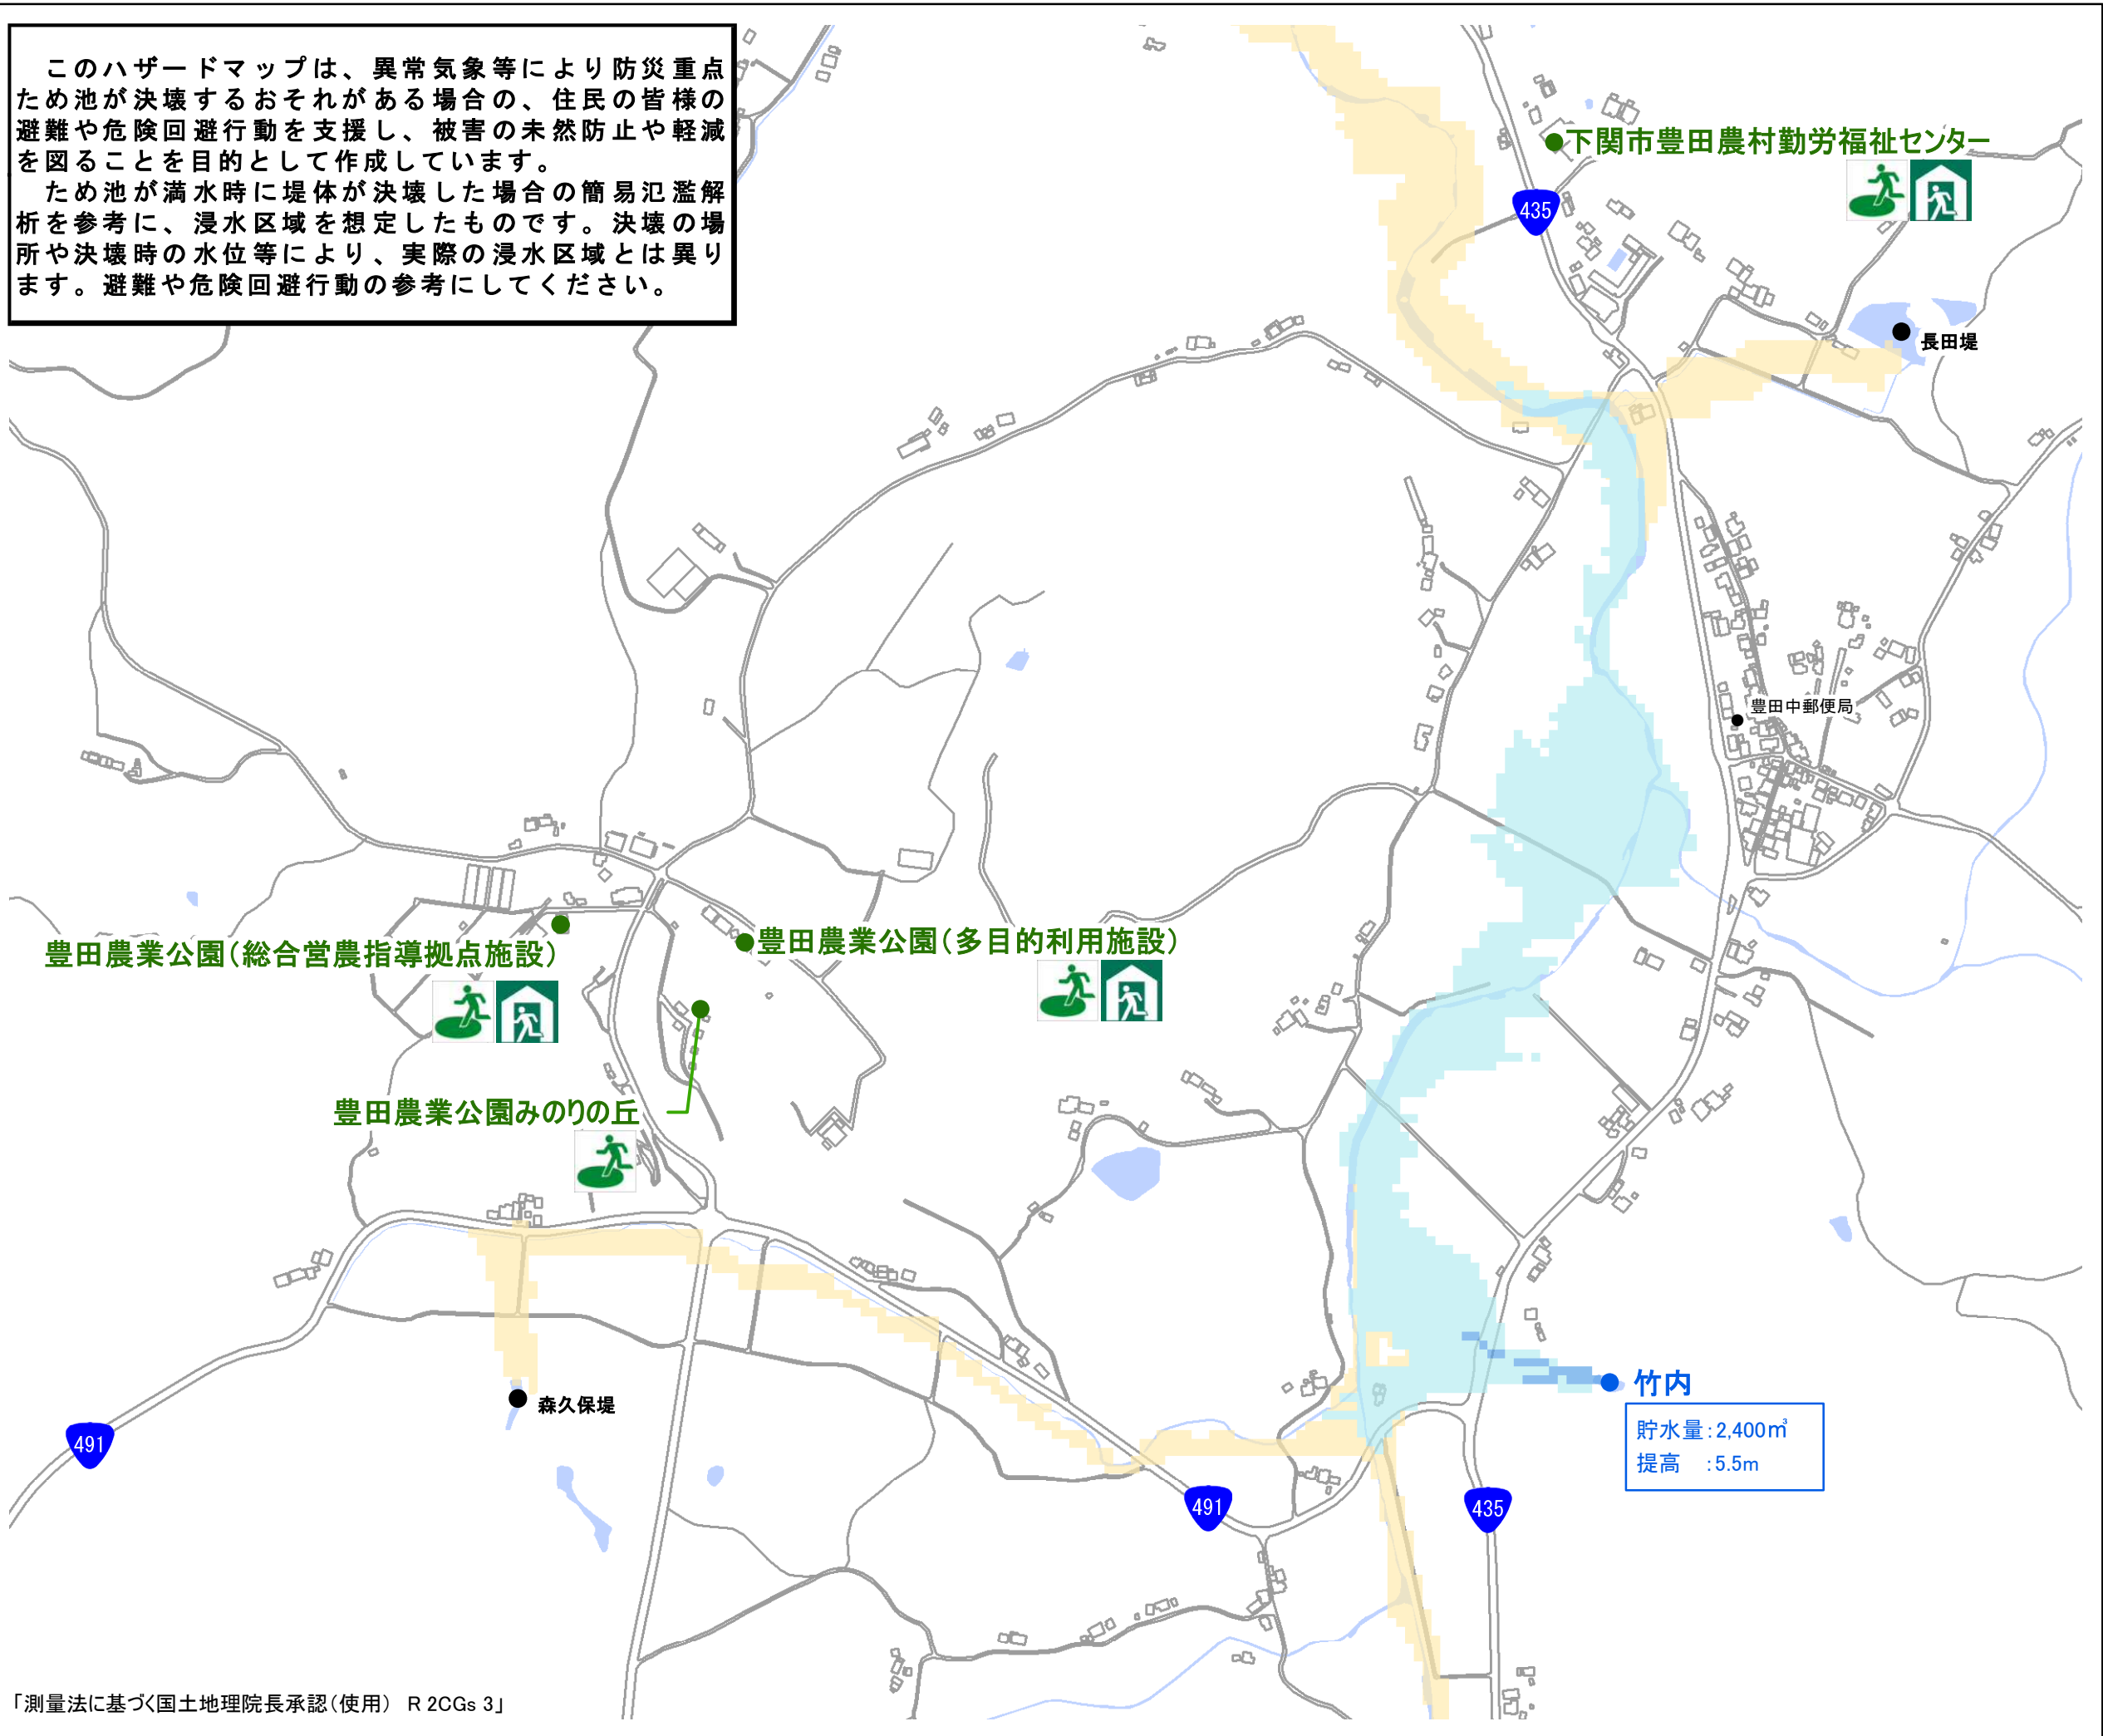 このハザードマップは、異常気象等により防災重点
ため池が決壊するおそれがある場合の、住民の皆様の
避難や危険回避行動を支援し、被害の未然防止や軽減
を図ることを目的として作成しています。
ため池が満水時に堤体が決壊した場合の簡易氾濫解
析を参考に、浸水区域を想定したものです。決壊の場
所や決壊時の水位等により、実際の浸水区域とは異り
ます。避難や危険回避行動の参考にしてください。
下関市豊田農村勤労福祉センター
435
長田堤
豊田中郵便局
豊田農業公園(総合営農指導拠点施設)
豊田農業公園(多目的利用施設)
豊田農業公園みのりの丘
森久保堤
竹内
貯水量:2,400㎥
提高 :5.5m
491
491
435
「測量法に基づく国土地理院長承認(使用) R 2CGs 3」